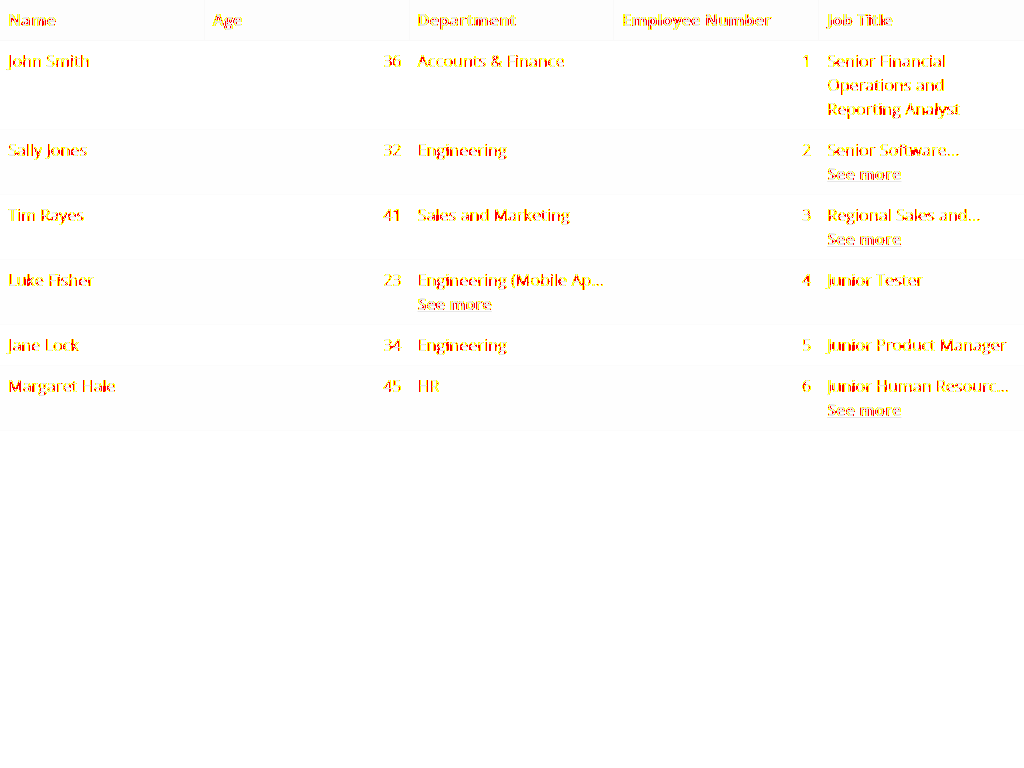 Name Age Department Employee Number Job Title
John Smith 36 Accounts & Finance 1 Senior Financial
Operations and
Reporting Analyst
Sally Jones 32 Engineering 2 Senior Software...
See more
Tim Rayes 41 Sales and Marketing 3 Regional Sales and...
See more
Luke Fisher 23 Engineering (Mobile Ap... 4 Junior Tester
See more
Jane Lock 34 Engineering 5 Junior Product Manager
Margaret Hale 45 HR 6 Junior Human Resourc...
See more